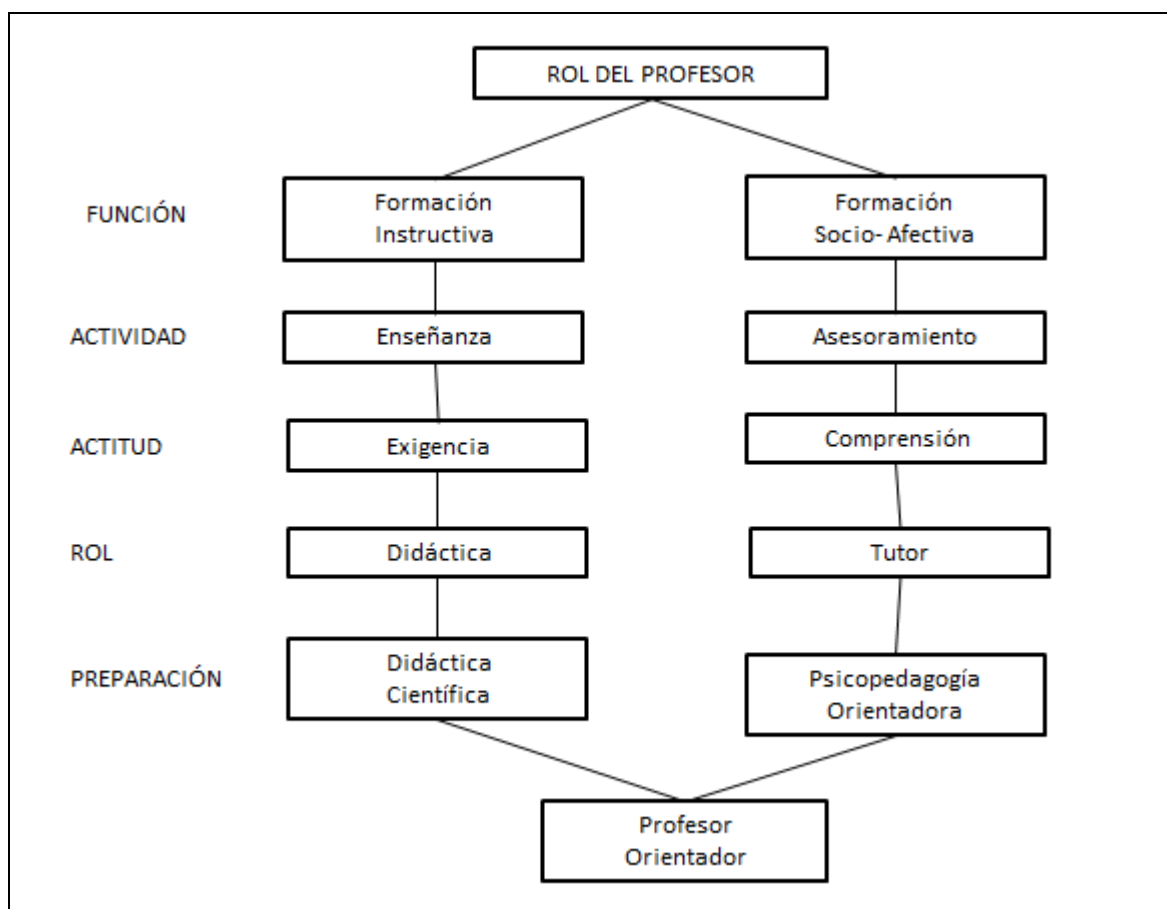 ROL DEL PROFESOR
FUNCIÓN
Formación
Instructiva
Formación
Socio- Afectiva
ACTIVIDAD
Enseñanza
Asesoramiento
ACTITUD
Exigencia
Comprensión
ROL
Didáctica
Tutor
PREPARACIÓN
Didáctica
Científica
Psicopedagogía
Orientadora
Profesor
Orientador